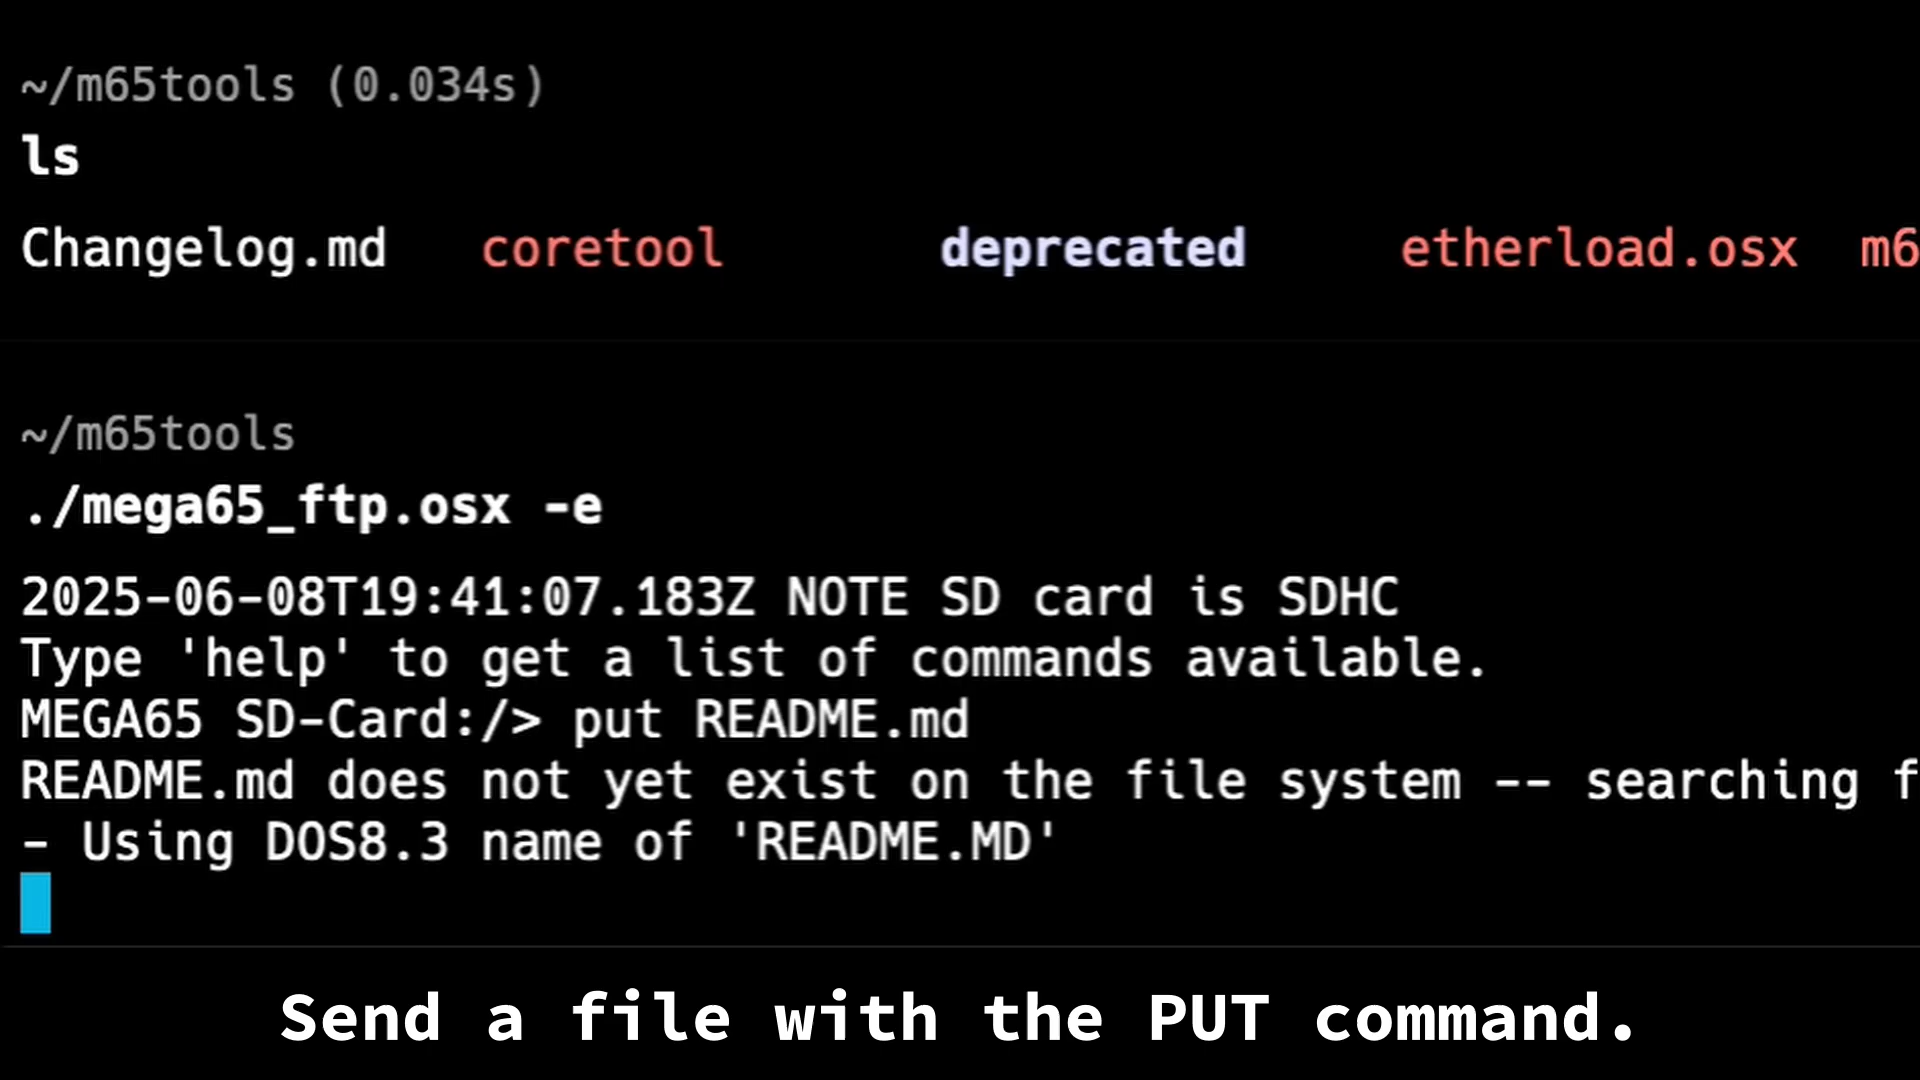 ~/m65tools (0.034s)
ls
Changelog.md coretool deprecated etherload.osx m6
~/m65tools
./mega65_ftp.osx -e
2025-06-08T19:41:07.183Z NOTE SD card is SDHC
Type 'help' to get a list of commands available.
MEGA65 SD-Card:/> put README.md
README.md does not yet exist on the file system -- searching f
- Using DOS8.3 name of 'README.MD'
Send a file with the PUT command.